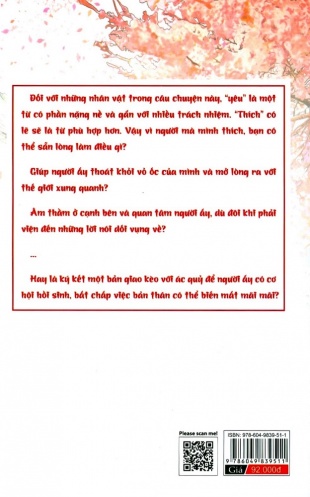 Đối với những nhân vật trong câu chuyện này, “yêu” là một
từ có phần nặng nề và gắn với nhiều trách nhiệm. “Thích” có
lẽ sẽ là từ phù hợp hơn. Vậy vì người mà mình thích, bạn có
thể sẵn lòng làm điều gì?
Giúp người ấy thoát khỏi vỏ ốc của mình và mở lòng ra với
thế giới xung quanh?
Âm thầm ở cạnh bên và quan tâm người ấy, dù đôi khi phải
viện đến những lời nói dối vụng về?
...
Hay là ký kết một bản giao kèo với ác quỷ để người ấy có cơ
hội hồi sinh, bất chấp việc bản thân có thể biến mất mãi mãi?
Please scan me!
ISBN: 978-604-9839-51-1
9 786049 839511
Giá 92 000đ